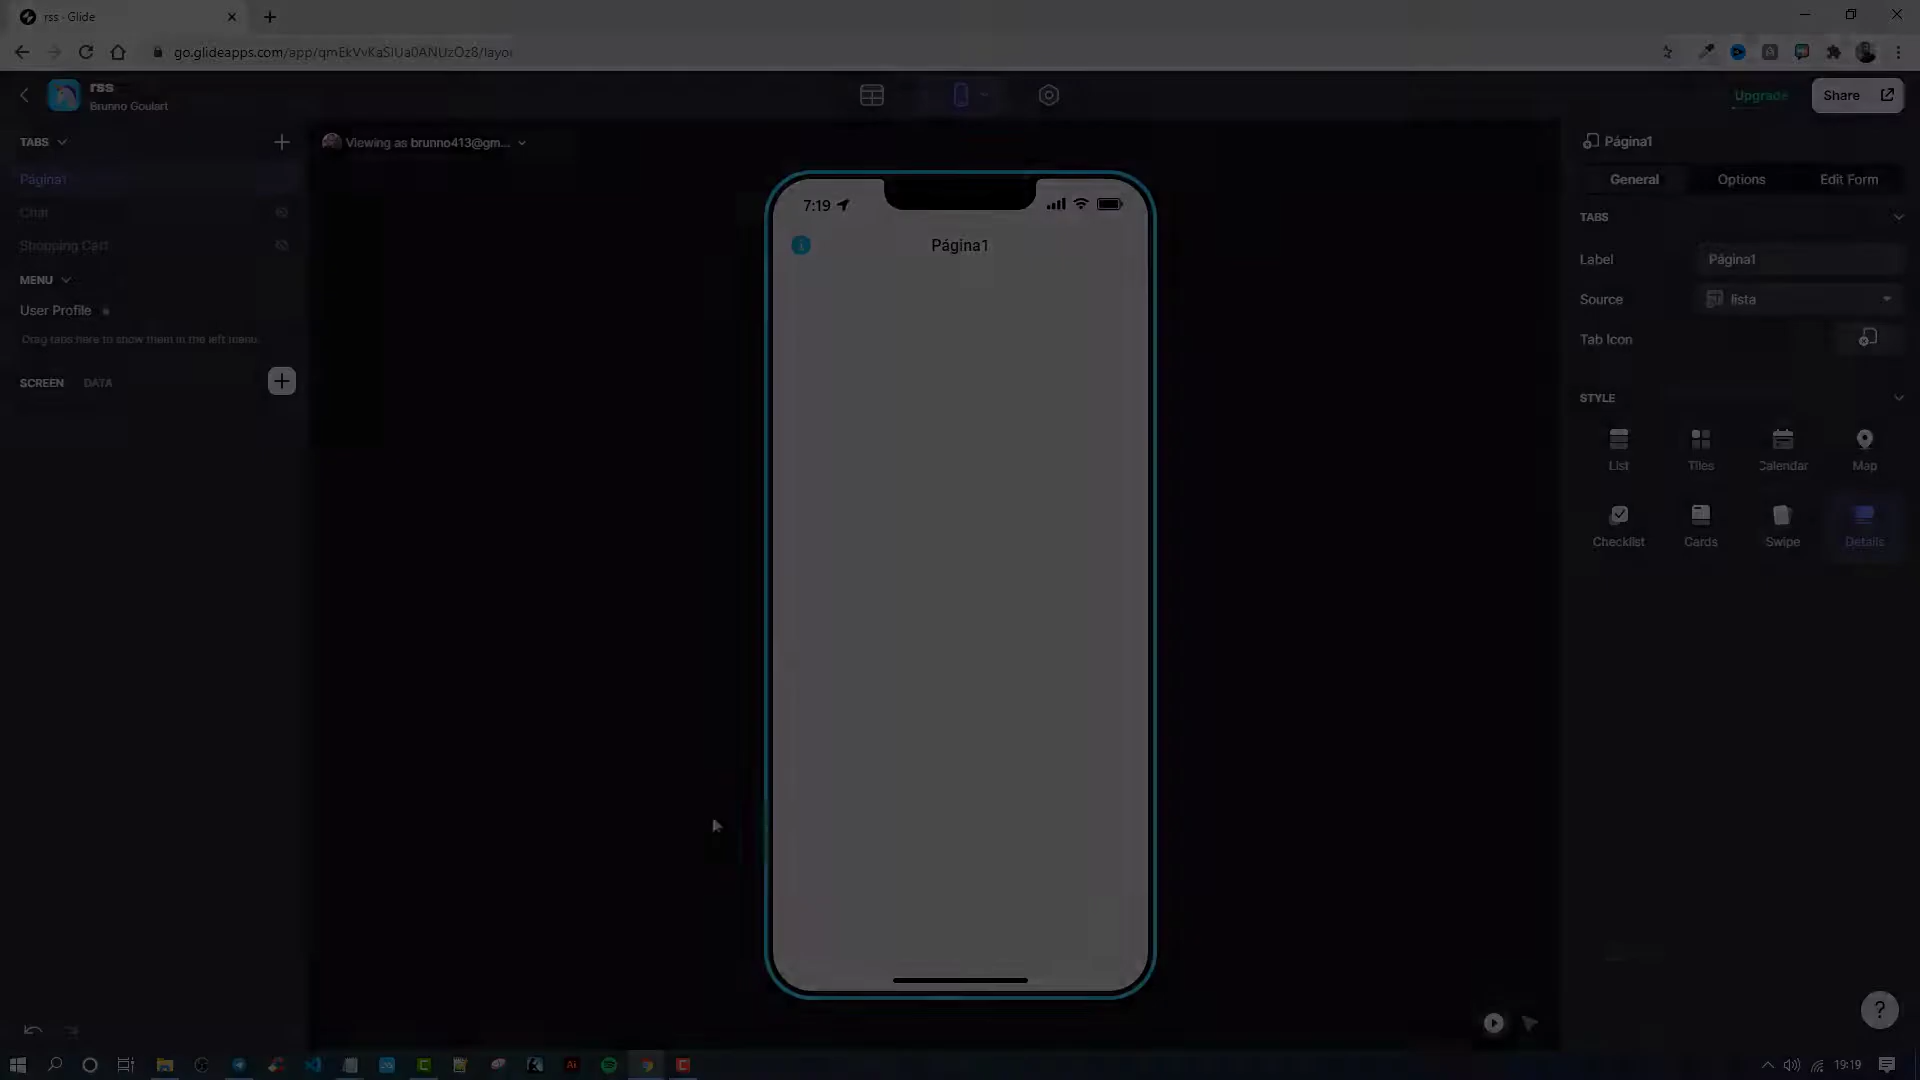 rss - Glide
go.glideapps.com/app/qmEkVvKaSlUa0ANUzOz8/layou
rss
Brunno Goulart
Upgrade
Share
TABS
Viewing as brunno413@gm...
Página1
Chat
Shopping Cart
MENU
User Profile
Drag tabs here to show them in the left menu.
SCREEN
DATA
7:19
Página1
Página1
General
Options
Edit Form
TABS
Label
Página1
Source
lista
Tab Icon
STYLE
List
Tiles
Calendar
Map
Checklist
Cards
Swipe
Details
?
Ai
19:19